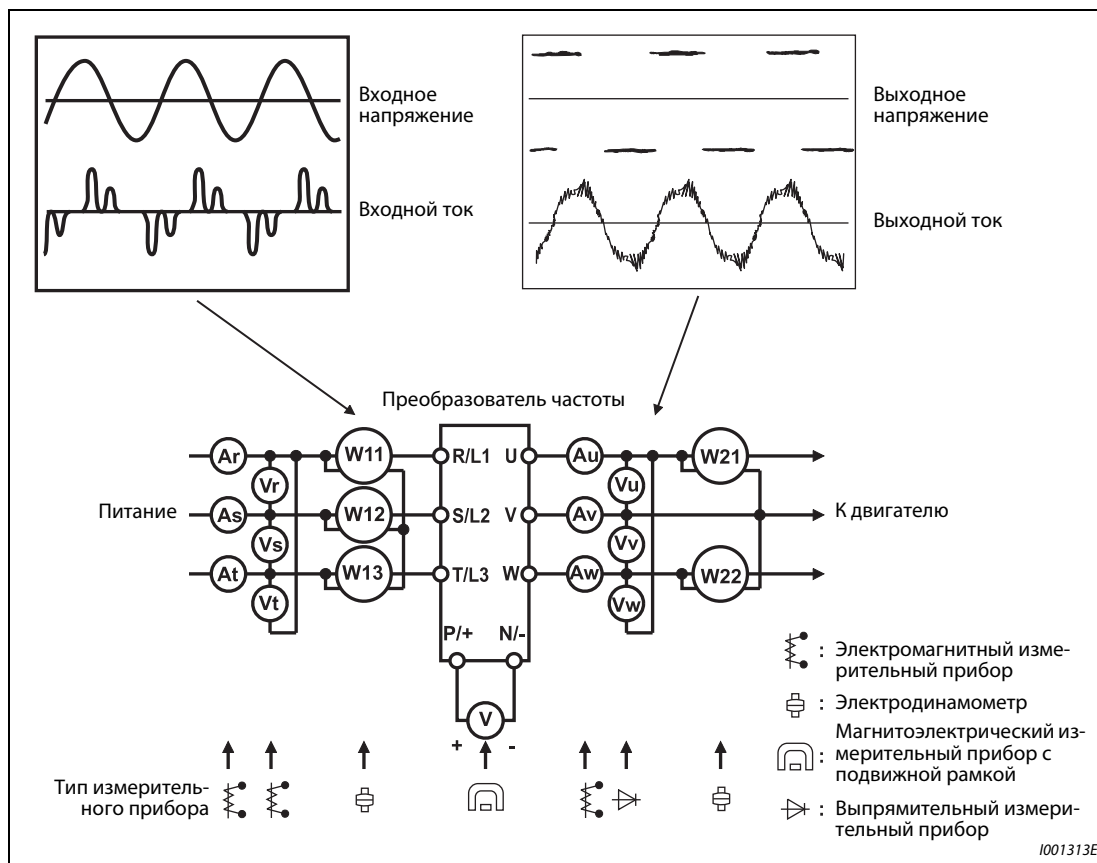 Входное
напряжение
Входной ток
Выходное
напряжение
Выходной ток
Преобразователь частоты
Питание
Ar
As
At
Vr
Vs
Vt
W11
W12
W13
R/L1
S/L2
T/L3
U
V
W
P/+
N/-
V
+
-
Au
Av
Aw
Vu
Vv
Vw
W21
W22
К двигателю
Тип измеритель-
ного прибора
: Электромагнитный изме-
рительный прибор
: Электродинамометр
: Магнитоэлектрический из-
мерительный прибор с
подвижной рамкой
: Выпрямительный измери-
тельный прибор
I001313E